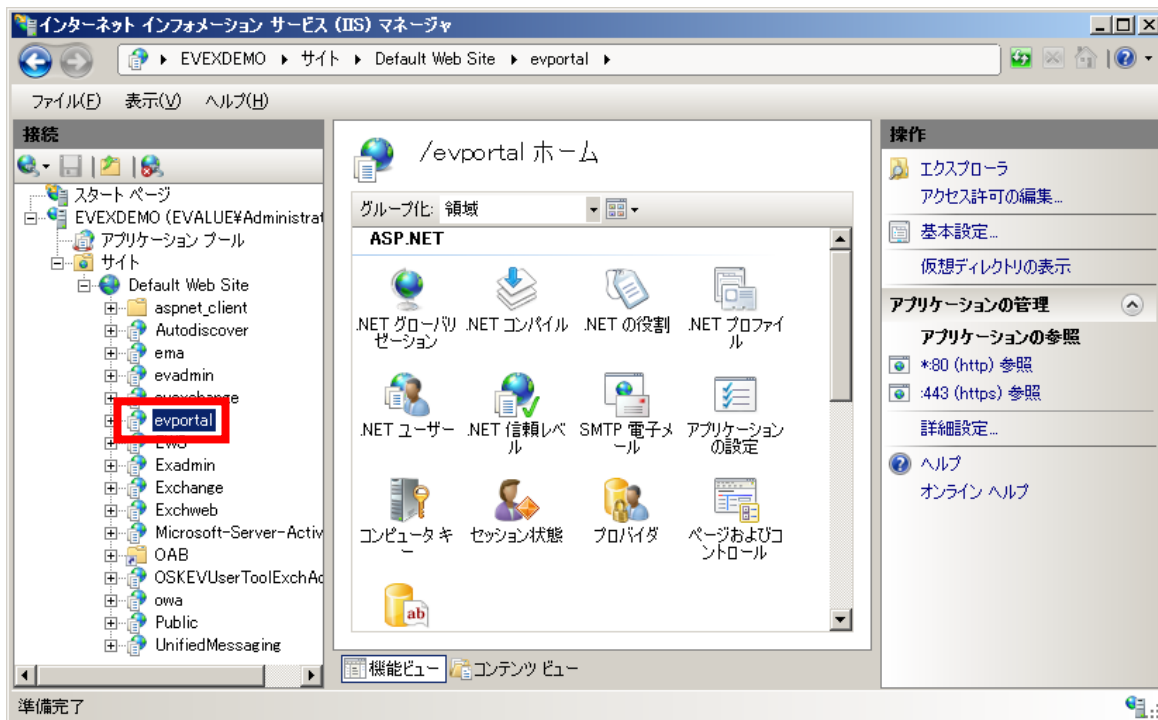 インターネット インフォメーション サービス (IIS) マネージャ
EVEXDEMO サイト Default Web Site evportal
ファイル(F) 表示(V) ヘルプ(H)
接続
スタート ページ
EVEXDEMO (EVALUE¥Administrat
アプリケーション プール
サイト
Default Web Site
aspnet_client
Autodiscover
ema
evadmin
evexchange
evportal
EWS
Exadmin
Exchange
Exchweb
Microsoft-Server-Activ
OAB
OSKEVUserToolExchAc
owa
Public
UnifiedMessaging
/evportal ホーム
グループ化: 領域
ASP.NET
.NET グローバリ
ゼーション
.NET コンパイル
.NET の役割
.NET プロファイ
ル
.NET ユーザー
.NET 信頼レベ
ル
SMTP 電子メ
ール
アプリケーション
の設定
コンピュータ キ
ー
セッション状態
プロバイダ
ページおよびコ
ントロール
ab
機能ビュー コンテンツ ビュー
操作
エクスプローラ
アクセス許可の編集...
基本設定...
仮想ディレクトリの表示
アプリケーションの管理
アプリケーションの参照
*:80 (http) 参照
:443 (https) 参照
詳細設定...
ヘルプ
オンライン ヘルプ
準備完了